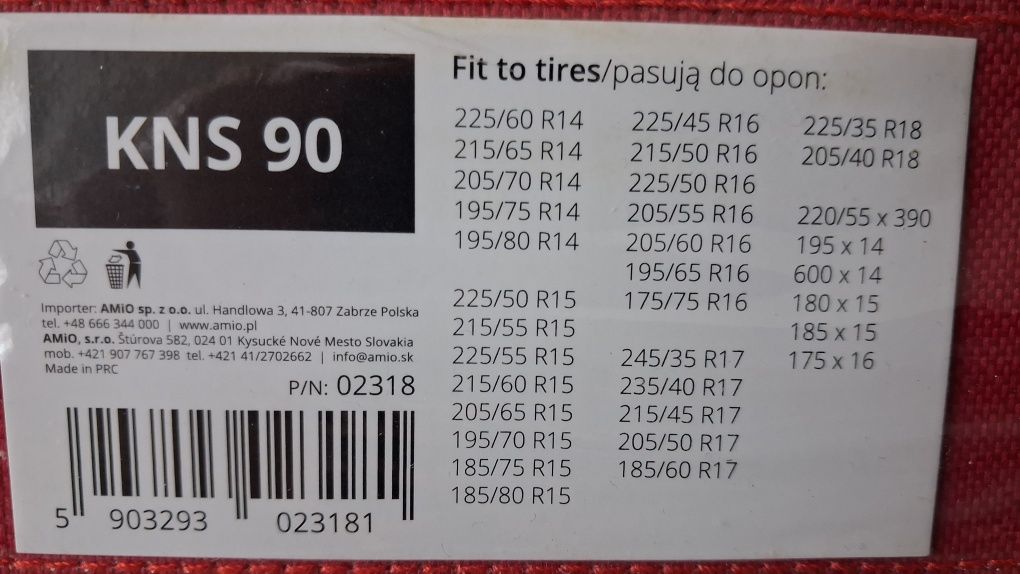 KNS 90
Importer: AMiO sp. z o.o. ul. Handlowa 3, 41-807 Zabrze Polska
tel. +48 666 344 000 | www.amio.pl
AMiO, s.r.o. Štúrova 582, 024 01 Kysucké Nové Mesto Slovakia
mob. +421 907 767 398 tel. +421 41/2702662 | info@amio.sk
Made in PRC
P/N: 02318
5 903293 023181
Fit to tires/pasują do opon:
225/60 R14
215/65 R14
205/70 R14
195/75 R14
195/80 R14
225/50 R15
215/55 R15
225/55 R15
215/60 R15
205/65 R15
195/70 R15
185/75 R15
185/80 R15
225/45 R16
215/50 R16
225/50 R16
205/55 R16
205/60 R16
195/65 R16
175/75 R16
245/35 R17
235/40 R17
215/45 R17
205/50 R17
185/60 R17
225/35 R18
205/40 R18
220/55 x 390
195 x 14
600 x 14
180 x 15
185 x 15
175 x 16